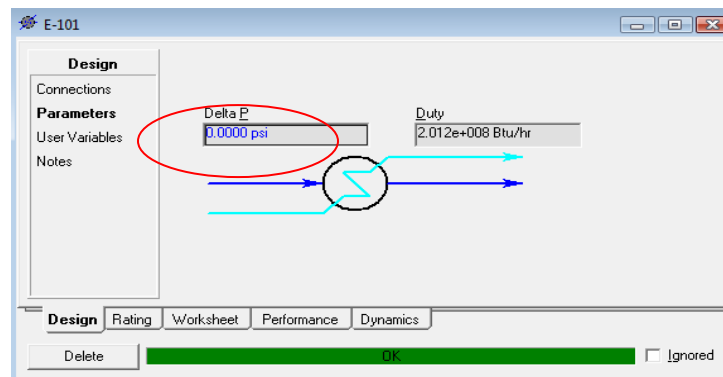 E-101
Design
Connections
Parameters
User Variables
Notes
Delta P
Duty
0.0000 psi
2.012e+008 Btu/hr
Design Rating Worksheet Performance Dynamics
Delete
OK
Ignored